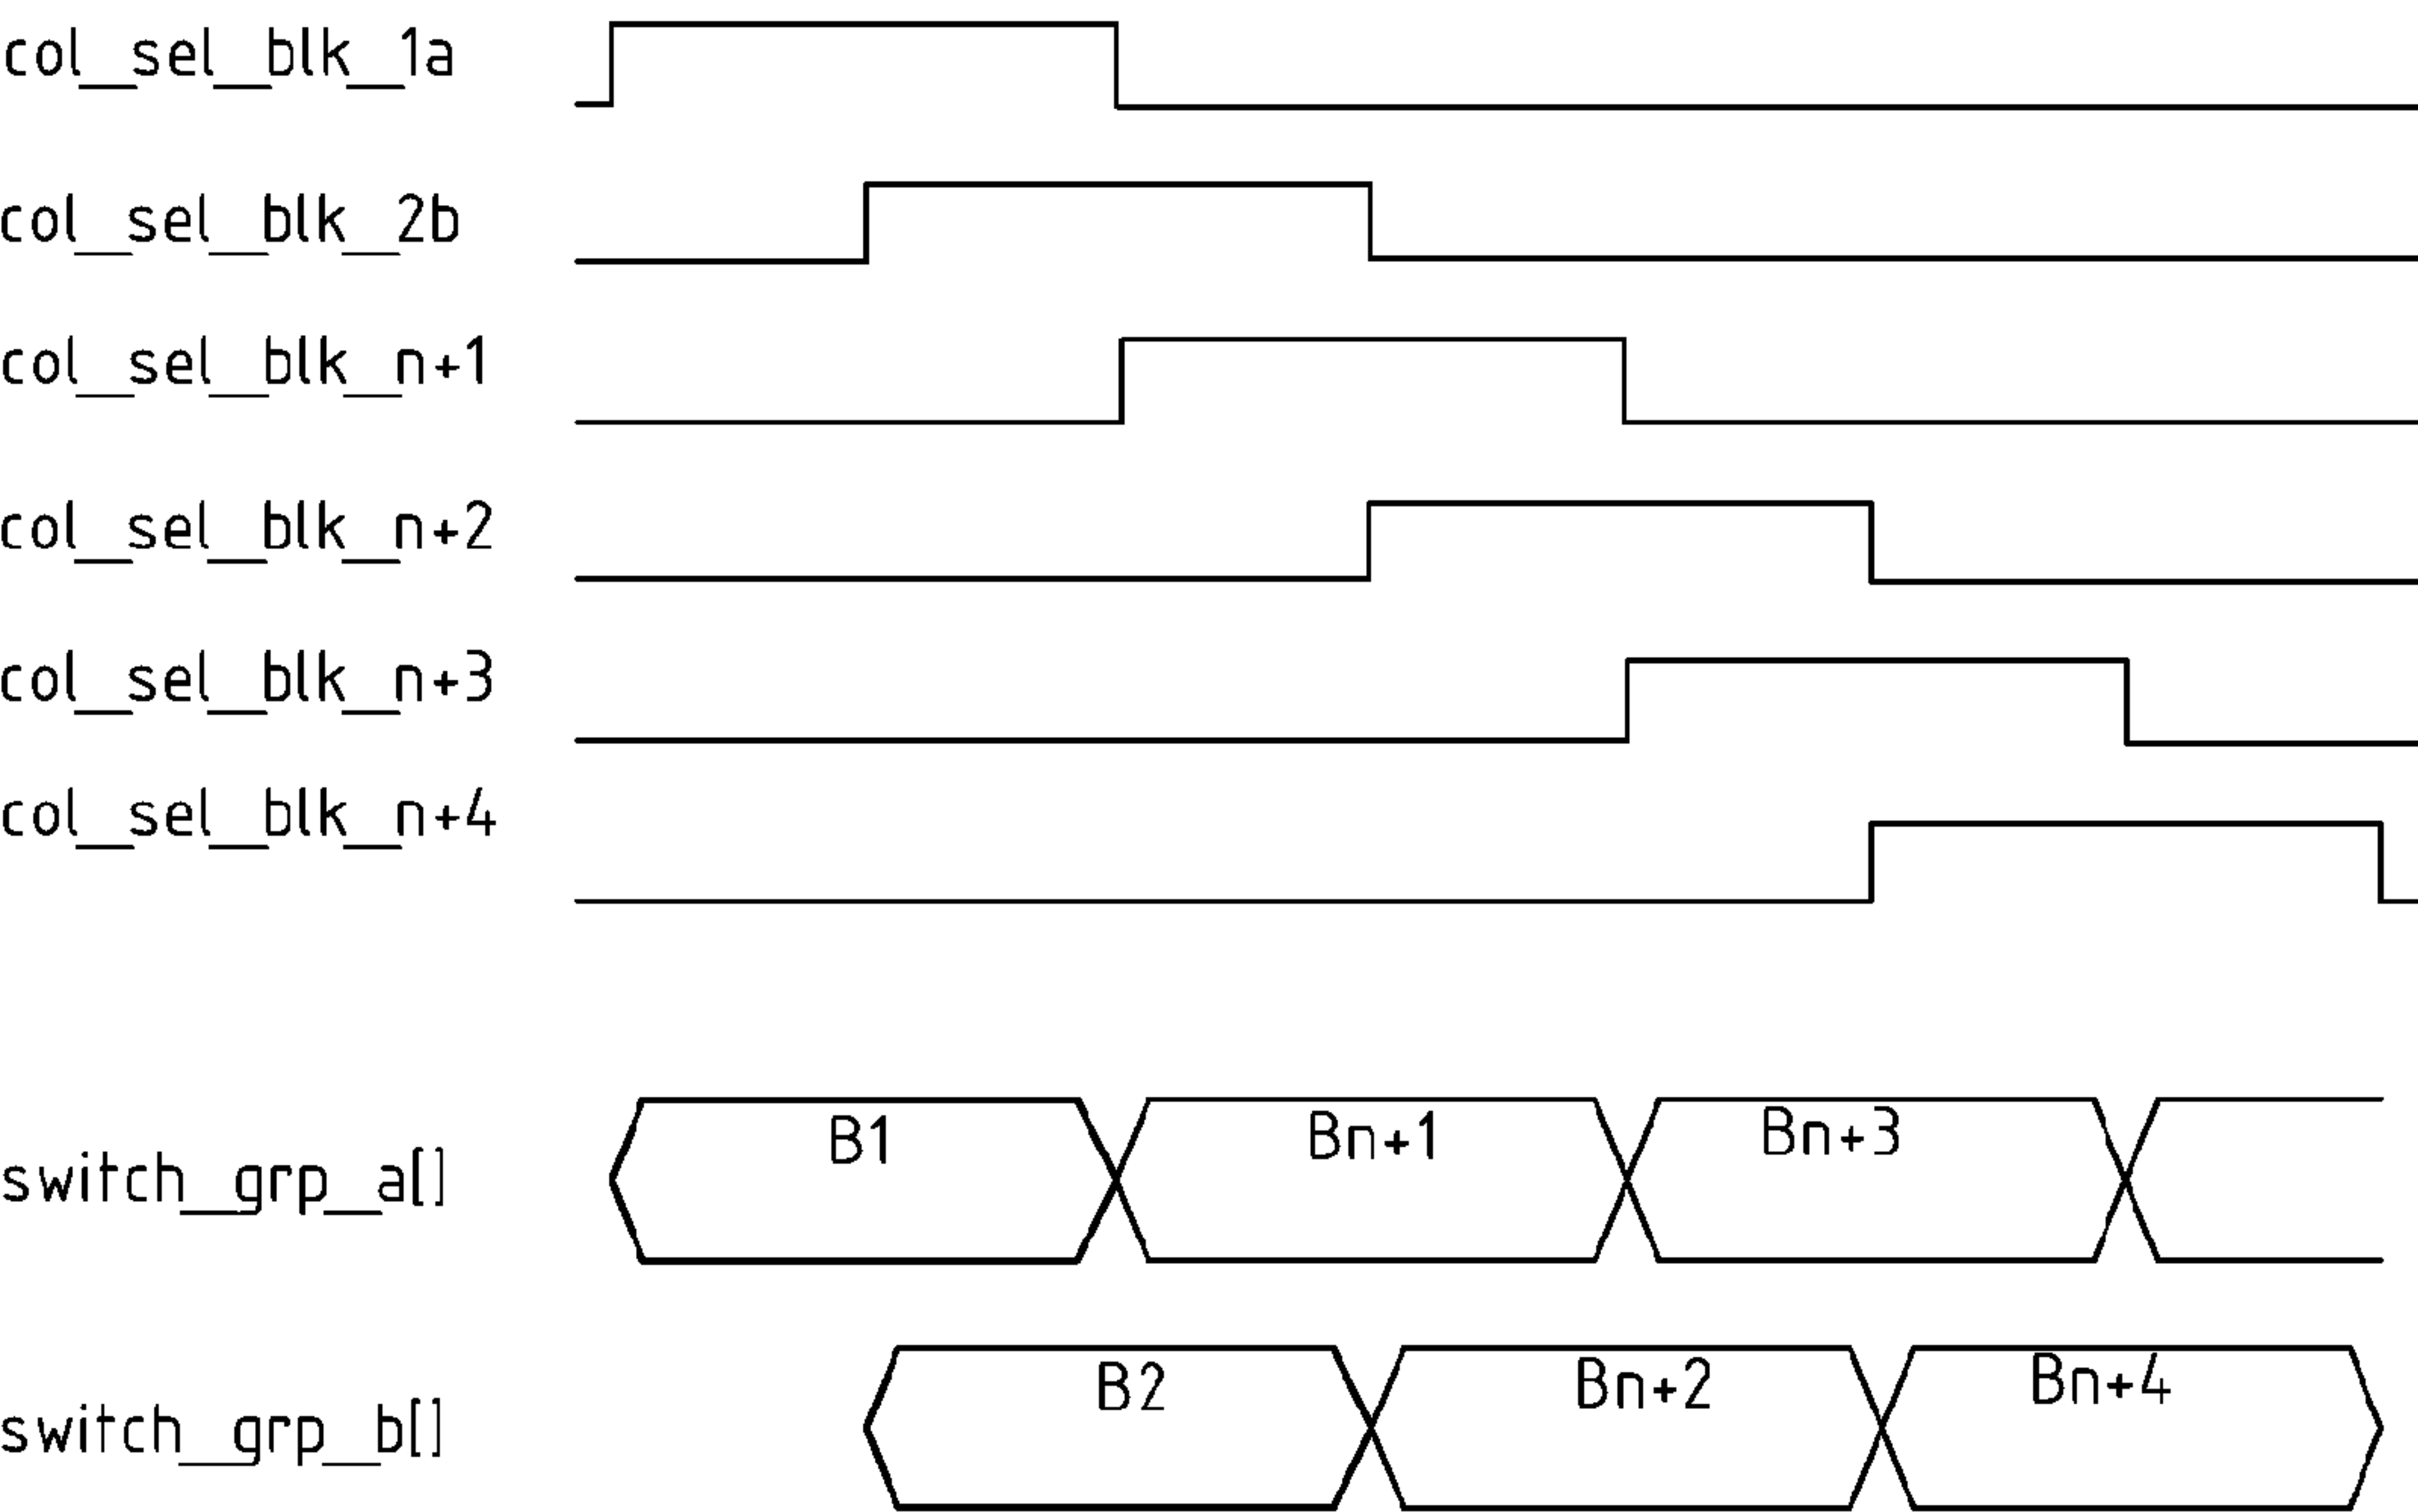 col_sel_blk_1a
col_sel_blk_2b
col_sel_blk_n+1
col_sel_blk_n+2
col_sel_blk_n+3
col_sel_blk_n+4
switch_grp_a[] B1 Bn+1 Bn+3
switch_grp_b[] B2 Bn+2 Bn+4